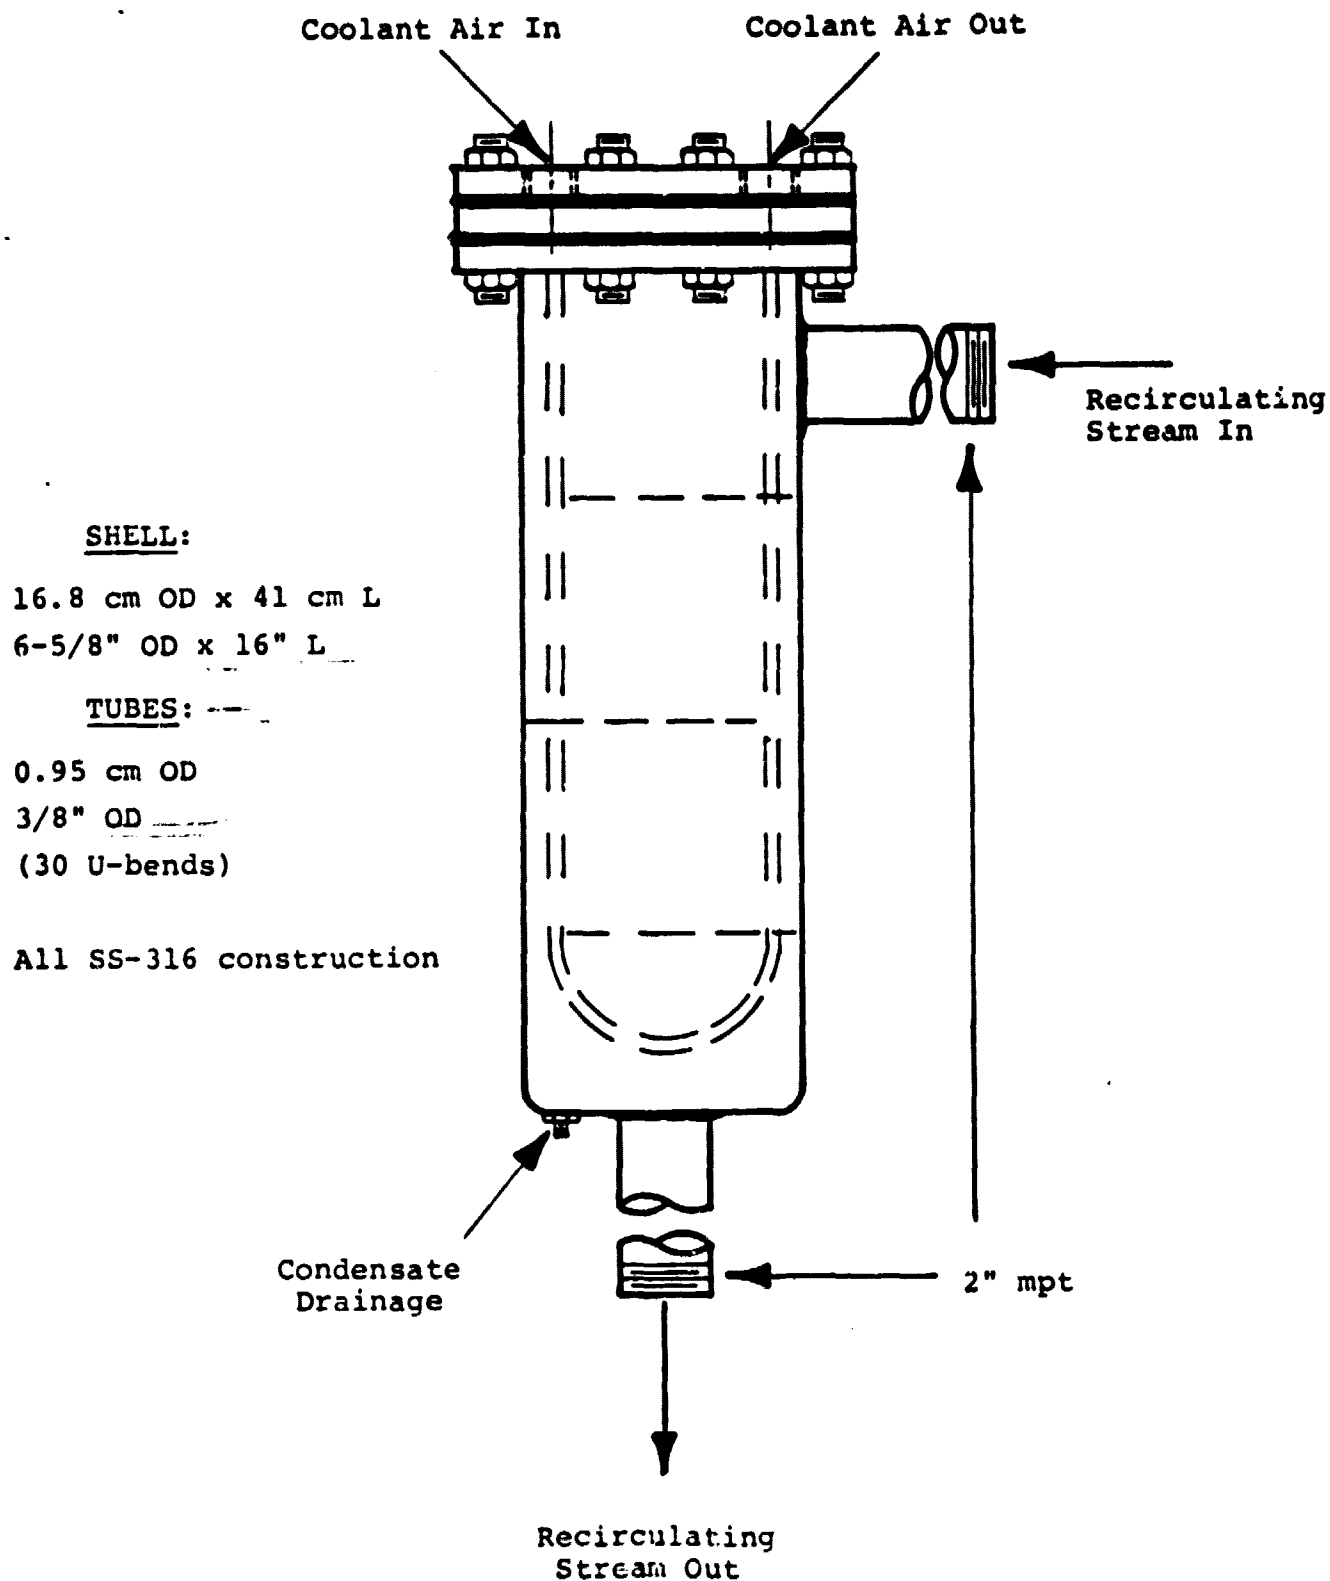 Coolant Air In
Coolant Air Out
Recirculating
Stream In
SHELL:
16.8 cm OD x 41 cm L
6-5/8" OD x 16" L
TUBES:
0.95 cm OD
3/8" OD
(30 U-bends)
All SS-316 construction
Condensate
Drainage
2" mpt
Recirculating
Stream Out